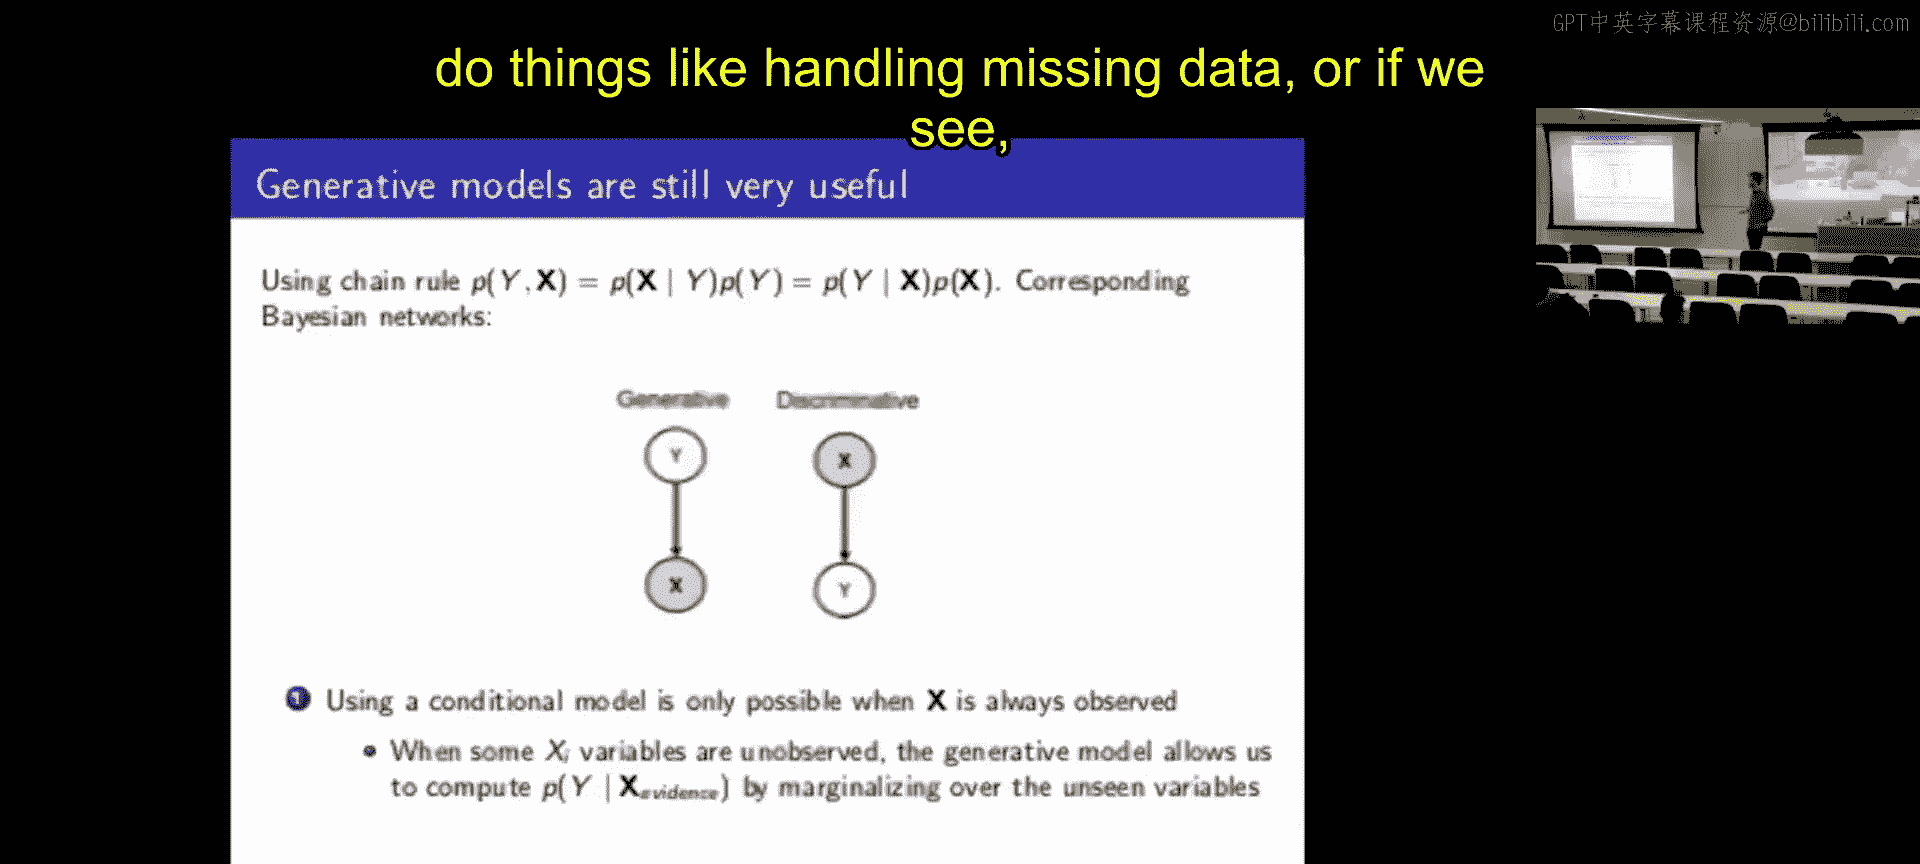 GPT中英字幕课程资源@bilibili.com
do things like handling missing data, or if we
see,
Generative models are still very useful
Using chain rule p(Y, X) = p(X | Y)p(Y) = p(Y | X)p(X). Corresponding
Bayesian networks:
Generative Discriminative
Y X
X Y
1 Using a conditional model is only possible when X is always observed
• When some Xi variables are unobserved, the generative model allows us
to compute p(Y | Xevidence) by marginalizing over the unseen variables